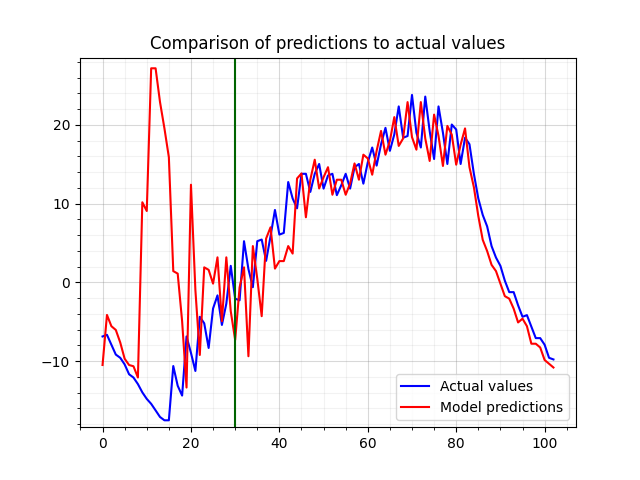 Comparison of predictions to actual values
20
10
0
−10
0 20 40 60 80 100
Actual values
Model predictions